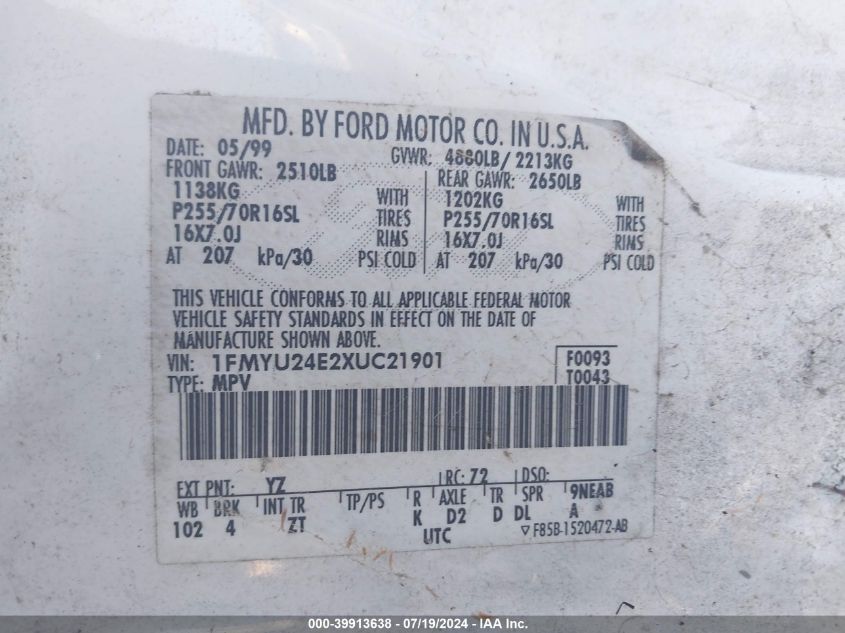 MFD. BY FORD MOTOR CO. IN U.S.A.
DATE: 05/99 GVWR: 4880LB/ 2213KG
FRONT GAWR: 2510LB REAR GAWR: 2650LB
1138KG WITH 1202KG WITH
P255/70R16SL TIRES P255/70R16SL TIRES
16X7.0J RIMS 16X7.0J RIMS
AT 207 kPa/30 PSI COLD AT 207 kPa/30 PSI COLD
THIS VEHICLE CONFORMS TO ALL APPLICABLE FEDERAL MOTOR
VEHICLE SAFETY STANDARDS IN EFFECT ON THE DATE OF
MANUFACTURE SHOWN ABOVE.
VIN: 1FMYU24E2XUC21901 F0093
TYPE: MPV T0043
EXT PNT: YZ RC: 72 DSO:
WB BRK INT TR TP/PS R AXLE TR SPR 9NEAB
102 4 ZT K D2 D DL A
UTC ▽F85B-1520472-AB
000-39913638 - 07/19/2024 - IAA Inc.